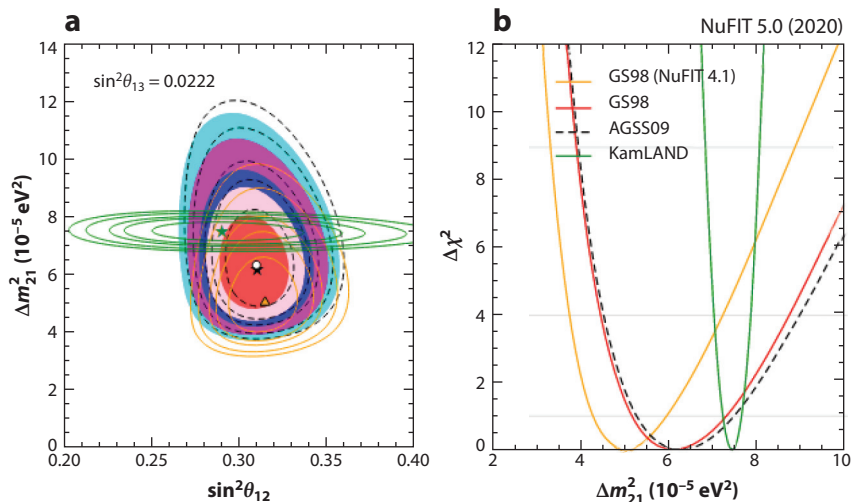 a
b
NuFIT 5.0 (2020)
sin²θ₁₃ = 0.0222
14
12
10
8
6
4
2
0
Δm²₂₁ (10⁻⁵ eV²)
0.20
0.25
0.30
0.35
0.40
sin²θ₁₂
GS98 (NuFIT 4.1)
GS98
AGSS09
KamLAND
12
10
8
6
4
2
0
Δχ²
2
4
6
8
10
Δm²₂₁ (10⁻⁵ eV²)